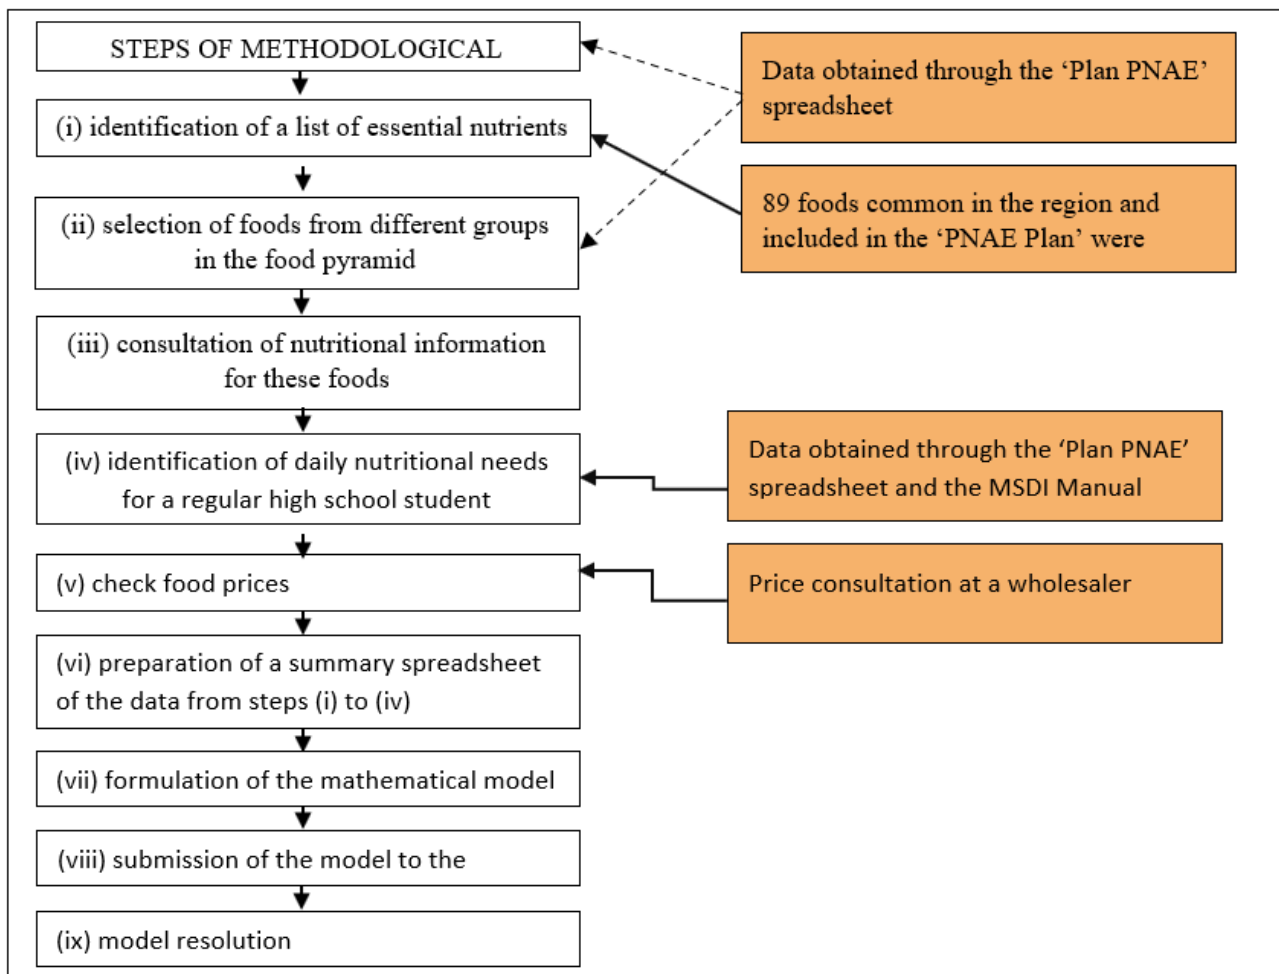 STEPS OF METHODOLOGICAL
(i) identification of a list of essential nutrients
(ii) selection of foods from different groups
in the food pyramid
(iii) consultation of nutritional information
for these foods
(iv) identification of daily nutritional needs
for a regular high school student
(v) check food prices
(vi) preparation of a summary spreadsheet
of the data from steps (i) to (iv)
(vii) formulation of the mathematical model
(viii) submission of the model to the
(ix) model resolution
Data obtained through the ‘Plan PNAE’
spreadsheet
89 foods common in the region and
included in the ‘PNAE Plan’ were
Data obtained through the ‘Plan PNAE’
spreadsheet and the MSDI Manual
Price consultation at a wholesaler